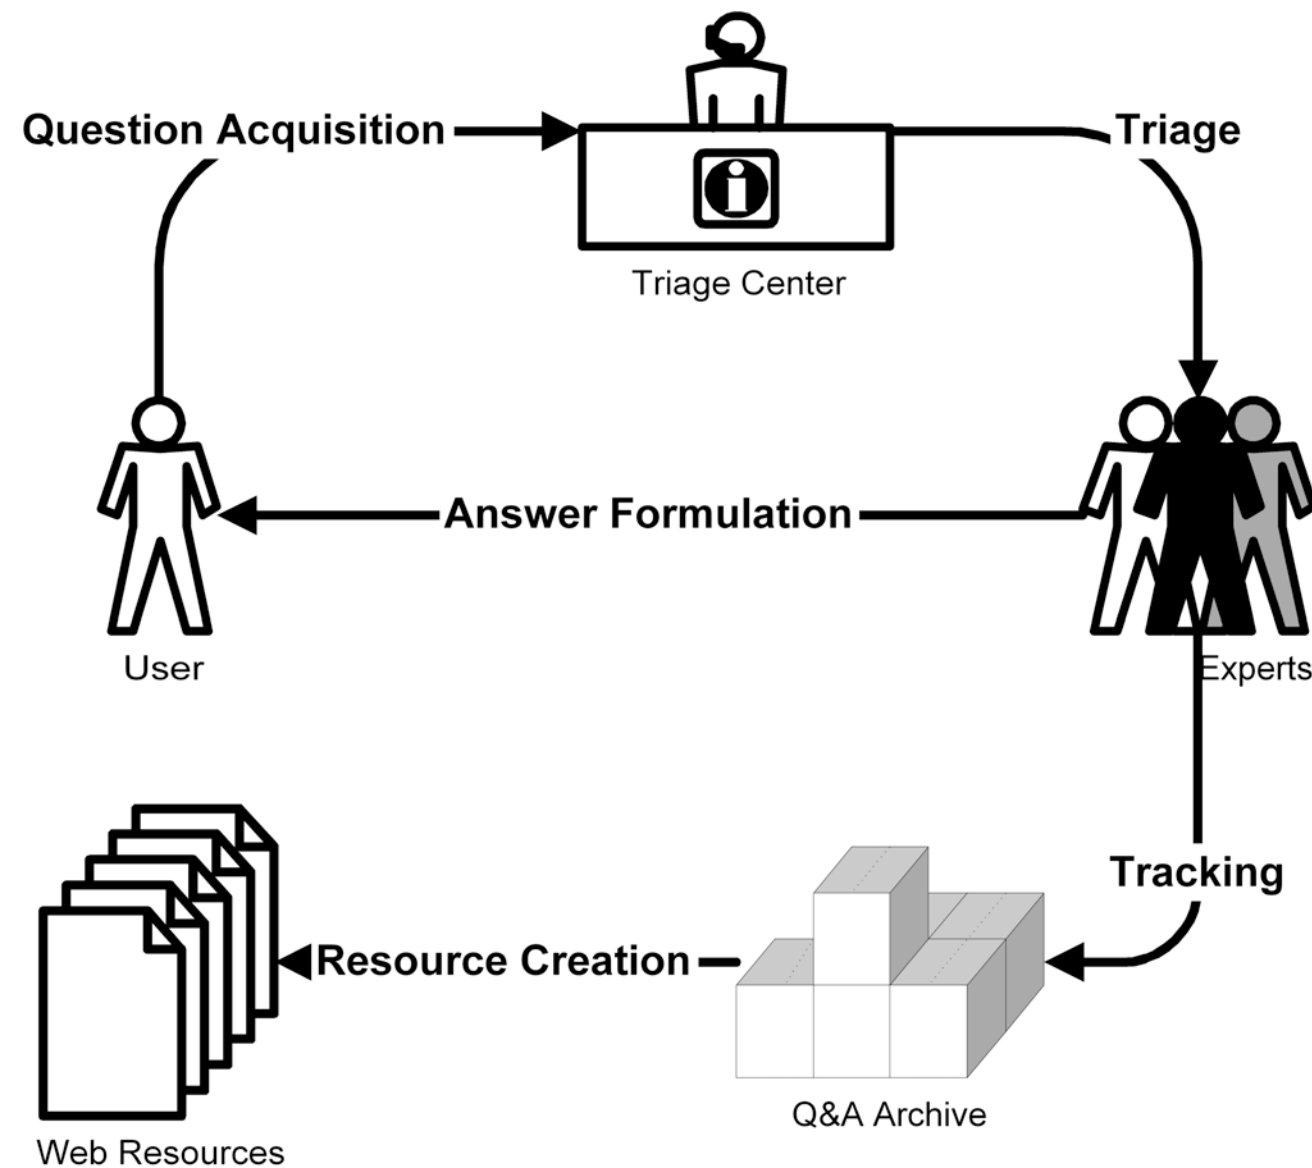 Question Acquisition
Triage
Triage Center
Answer Formulation
User
Experts
Tracking
Resource Creation
Q&A Archive
Web Resources